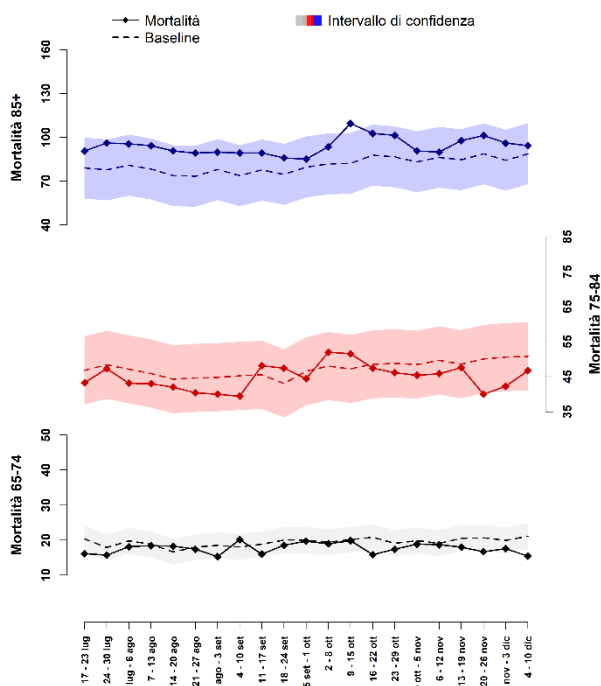 Mortalità
Baseline
Intervallo di confidenza
Mortalità 85+
160
130
100
70
40
Mortalità 75-84
85
75
65
55
45
35
Mortalità 65-74
50
40
30
20
10
17 - 23 lug
24 - 30 lug
lug - 6 ago
7 - 13 ago
14 - 20 ago
21 - 27 ago
ago - 3 set
4 - 10 set
11 - 17 set
18 - 24 set
set - 1 ott
2 - 8 ott
9 - 15 ott
16 - 22 ott
23 - 29 ott
ott - 5 nov
6 - 12 nov
13 - 19 nov
20 - 26 nov
nov - 3 dic
4 - 10 dic